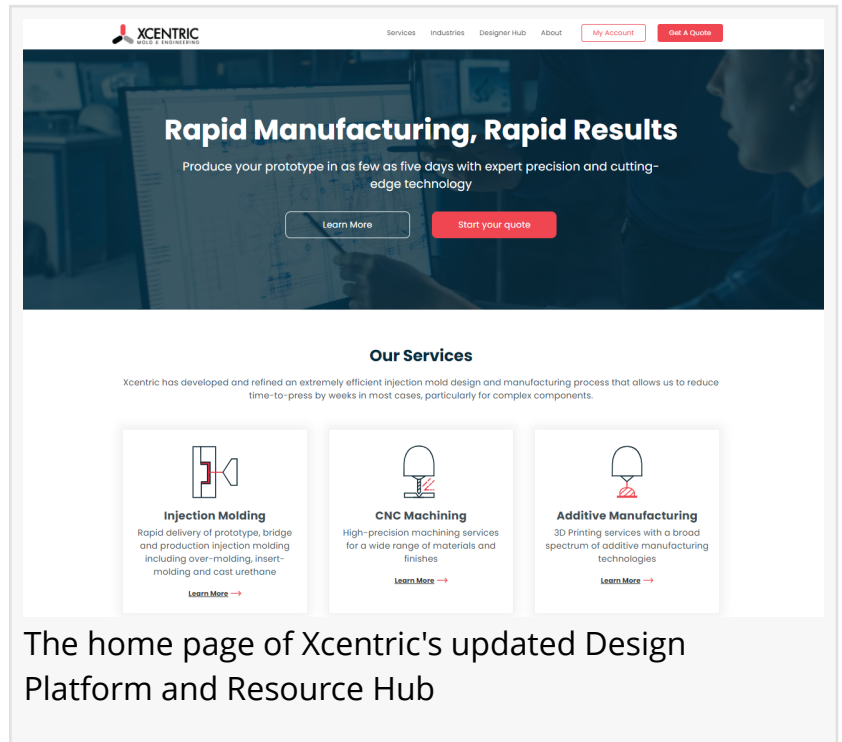 XCENTRIC
MOLD & ENGINEERING
Services Industries Designer Hub About My Account Get A Quote
Rapid Manufacturing, Rapid Results
Produce your prototype in as few as five days with expert precision and cutting-
edge technology
Learn More Start your quote
Our Services
Xcentric has developed and refined an extremely efficient injection mold design and manufacturing process that allows us to reduce
time-to-press by weeks in most cases, particularly for complex components.
Injection Molding
Rapid delivery of prototype, bridge
and production injection molding
including over-molding, insert-
molding and cast urethane
Learn More
CNC Machining
High-precision machining services
for a wide range of materials and
finishes
Learn More
Additive Manufacturing
3D Printing services with a broad
spectrum of additive manufacturing
technologies
Learn More
The home page of Xcentric's updated Design
Platform and Resource Hub